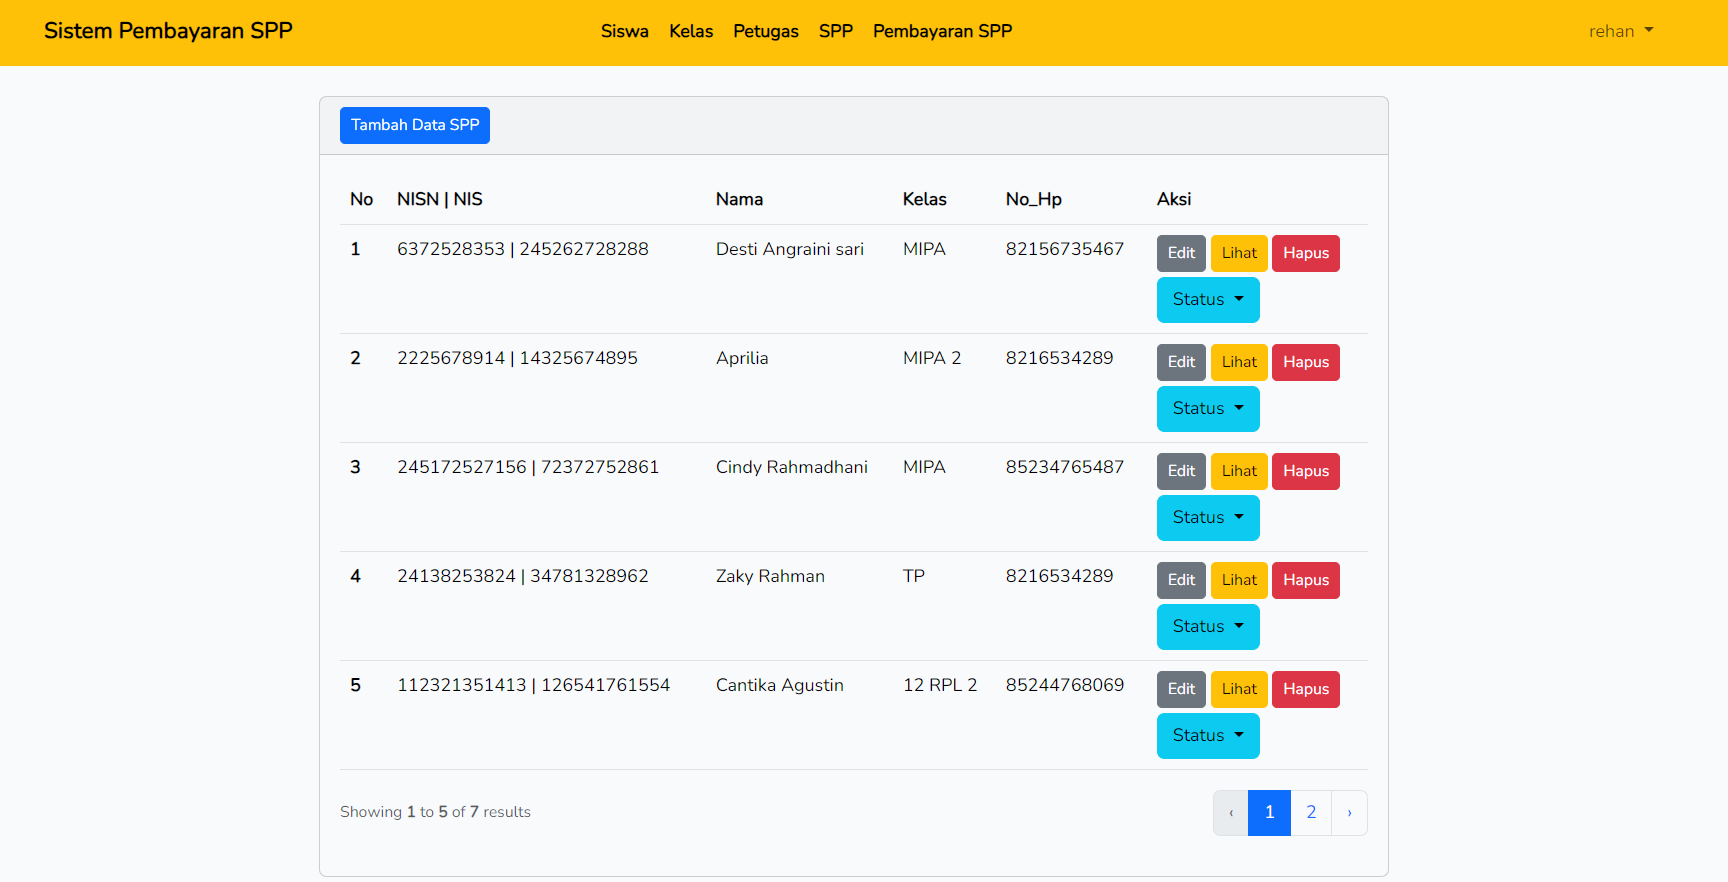 Sistem Pembayaran SPP Siswa Kelas Petugas SPP Pembayaran SPP rehan
Tambah Data SPP
No NISN | NIS Nama Kelas No_Hp Aksi
1 6372528353 | 245262728288 Desti Angraini sari MIPA 82156735467 Edit Lihat Hapus
Status
2 2225678914 | 14325674895 Aprilia MIPA 2 8216534289 Edit Lihat Hapus
Status
3 245172527156 | 72372752861 Cindy Rahmadhani MIPA 85234765487 Edit Lihat Hapus
Status
4 24138253824 | 34781328962 Zaky Rahman TP 8216534289 Edit Lihat Hapus
Status
5 112321351413 | 126541761554 Cantika Agustin 12 RPL 2 85244768069 Edit Lihat Hapus
Status
Showing 1 to 5 of 7 results ‹ 1 2 ›